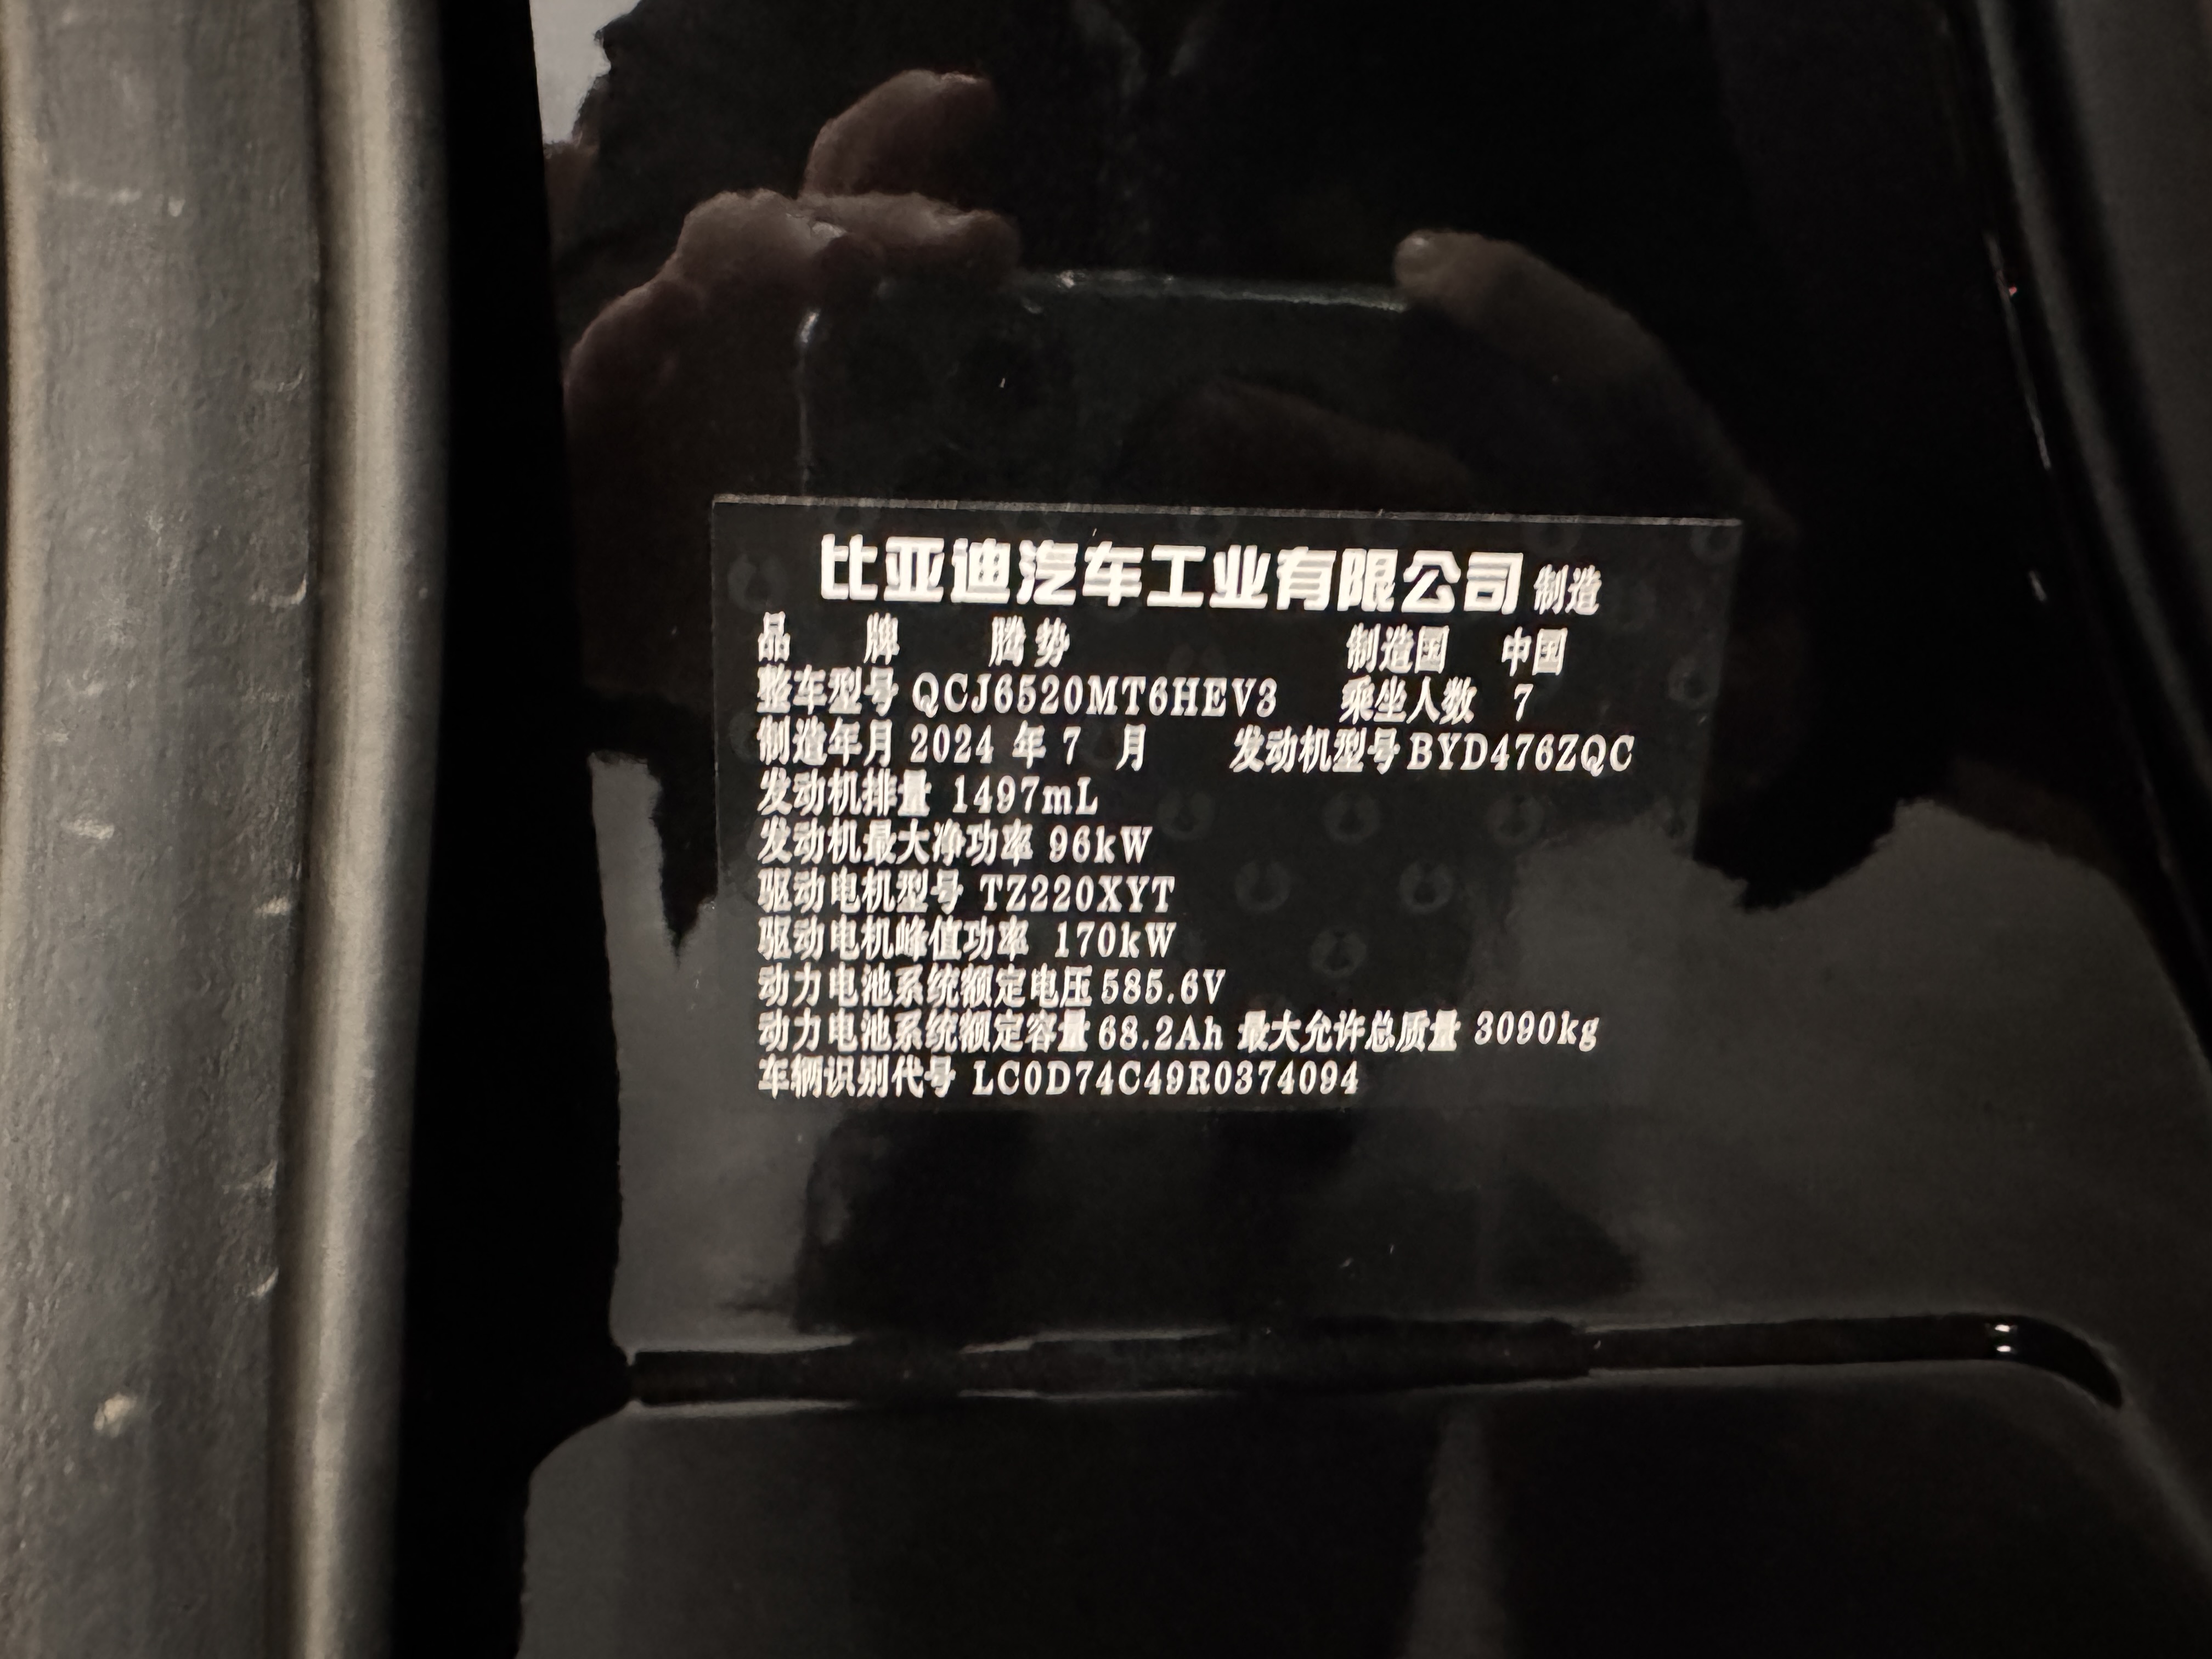 比亚迪汽车工业有限公司 制造
品 牌 腾势 制造国 中国
整车型号 QCJ6520MT6HEV3 乘坐人数 7
制造年月 2024 年 7 月 发动机型号 BYD476ZQC
发动机排量 1497mL
发动机最大净功率 96kW
驱动电机型号 TZ220XYT
驱动电机峰值功率 170kW
动力电池系统额定电压 585.6V
动力电池系统额定容量 68.2Ah 最大允许总质量 3090kg
车辆识别代号 LC0D74C49R0374094